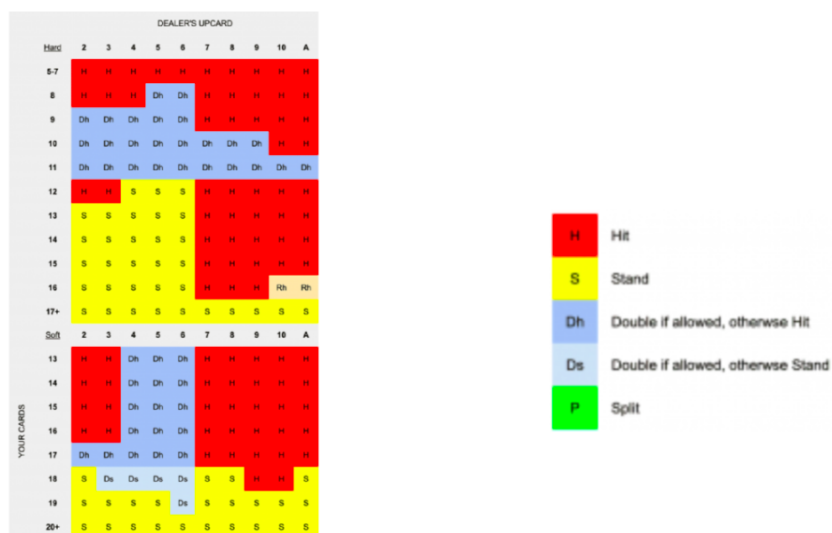 DEALER'S UPCARD
Hard 2 3 4 5 6 7 8 9 10 A
5-7 H H H H H H H H H H
8 H H H Dh Dh H H H H H
9 Dh Dh Dh Dh Dh H H H H H
10 Dh Dh Dh Dh Dh Dh Dh Dh H H
11 Dh Dh Dh Dh Dh Dh Dh Dh Dh Dh
12 H H S S S H H H H H
13 S S S S S H H H H H
14 S S S S S H H H H H
15 S S S S S H H H H H
16 S S S S S H H H Rh Rh
17+ S S S S S S S S S S
Soft 2 3 4 5 6 7 8 9 10 A
13 H H Dh Dh Dh H H H H H
14 H H Dh Dh Dh H H H H H
15 H H Dh Dh Dh H H H H H
16 H H Dh Dh Dh H H H H H
17 Dh Dh Dh Dh Dh H H H H H
18 S Ds Ds Ds Ds S S H H S
19 S S S S Ds S S S S S
20+ S S S S S S S S S S
YOUR CARDS
H Hit
S Stand
Dh Double if allowed, otherwse Hit
Ds Double if allowed, otherwse Stand
P Split